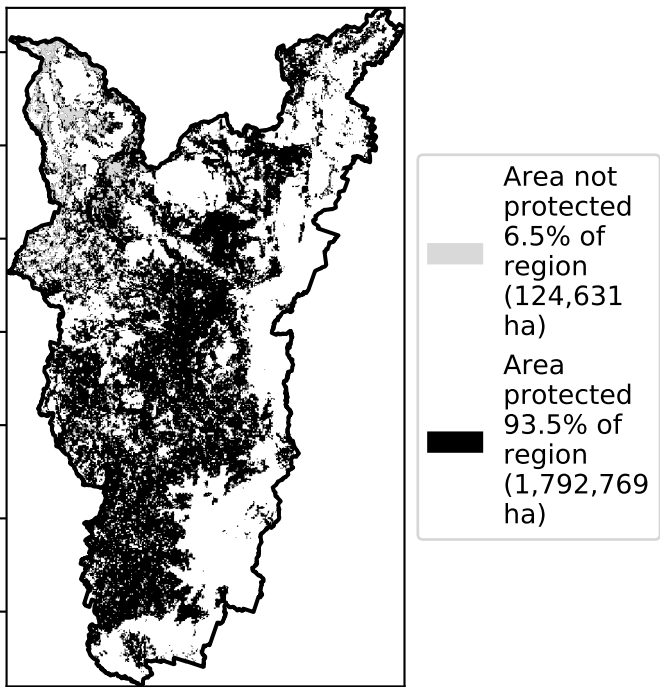 Area not
protected
6.5% of
region
(124,631
ha)
Area
protected
93.5% of
region
(1,792,769
ha)